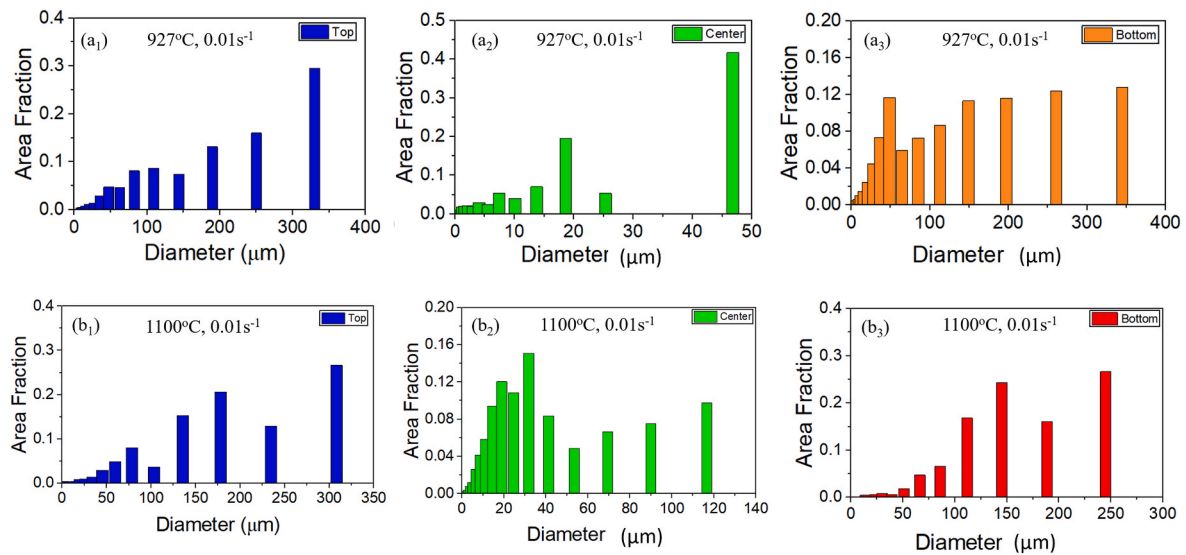 (a₁) 927°C, 0.01s⁻¹
Top
Area Fraction
0.4
0.3
0.2
0.1
0.0
0 100 200 300 400
Diameter (μm)
(a₂) 927°C, 0.01s⁻¹
Center
Area Fraction
0.5
0.4
0.3
0.2
0.1
0.0
0 10 20 30 40 50
Diameter (μm)
(a₃) 927°C, 0.01s⁻¹
Bottom
Area Fraction
0.20
0.16
0.12
0.08
0.04
0.00
0 100 200 300 400
Diameter (μm)
(b₁) 1100°C, 0.01s⁻¹
Top
Area Fraction
0.4
0.3
0.2
0.1
0.0
0 50 100 150 200 250 300 350
Diameter (μm)
(b₂) 1100°C, 0.01s⁻¹
Center
Area Fraction
0.20
0.16
0.12
0.08
0.04
0.00
0 20 40 60 80 100 120 140
Diameter (μm)
(b₃) 1100°C, 0.01s⁻¹
Bottom
Area Fraction
0.4
0.3
0.2
0.1
0.0
0 50 100 150 200 250 300
Diameter (μm)